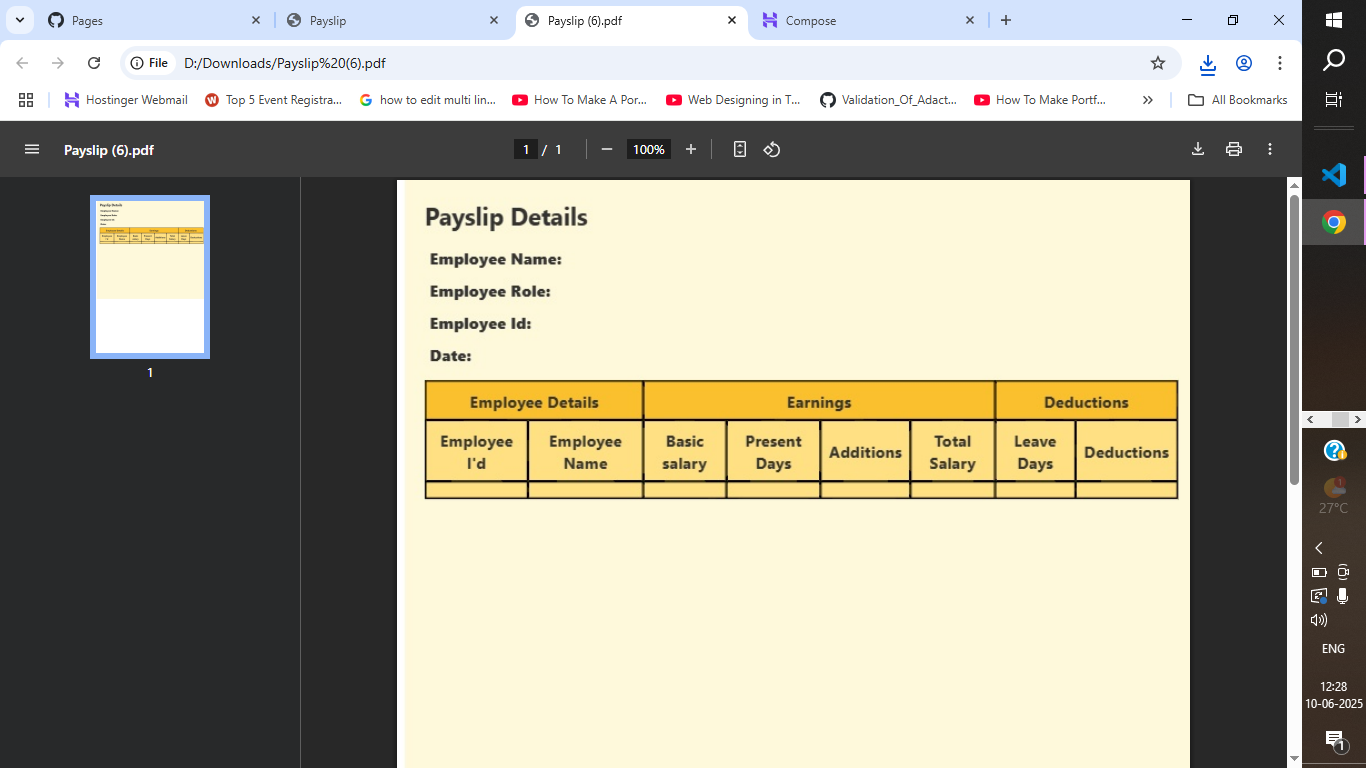 Pages
Payslip
Payslip (6).pdf
Compose
File
D:/Downloads/Payslip%20(6).pdf
Hostinger Webmail
Top 5 Event Registra...
how to edit multi lin...
How To Make A Por...
Web Designing in T...
Validation_Of_Adact...
How To Make Portf...
All Bookmarks
Payslip (6).pdf
1 / 1
100%
1
Payslip Details
Employee Name:
Employee Role:
Employee Id:
Date:
Employee Details Earnings Deductions
Employee I'd
Employee Name
Basic salary
Present Days
Additions
Total Salary
Leave Days
Deductions
1
27°C
ENG
12:28
10-06-2025
1